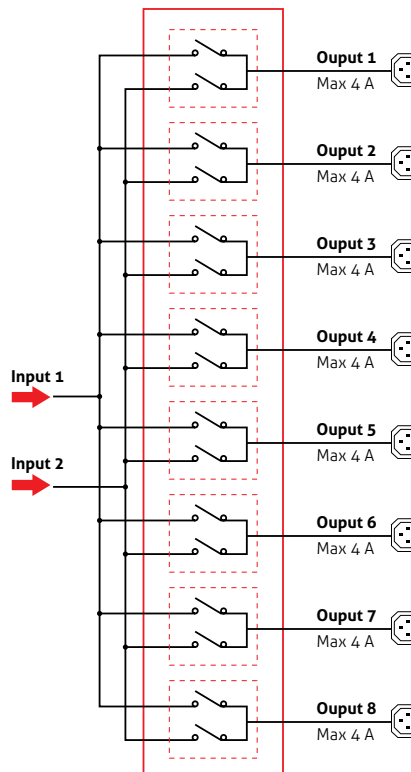 Ouput 1
Max 4 A
Ouput 2
Max 4 A
Ouput 3
Max 4 A
Ouput 4
Max 4 A
Input 1
Ouput 5
Max 4 A
Input 2
Ouput 6
Max 4 A
Ouput 7
Max 4 A
Ouput 8
Max 4 A